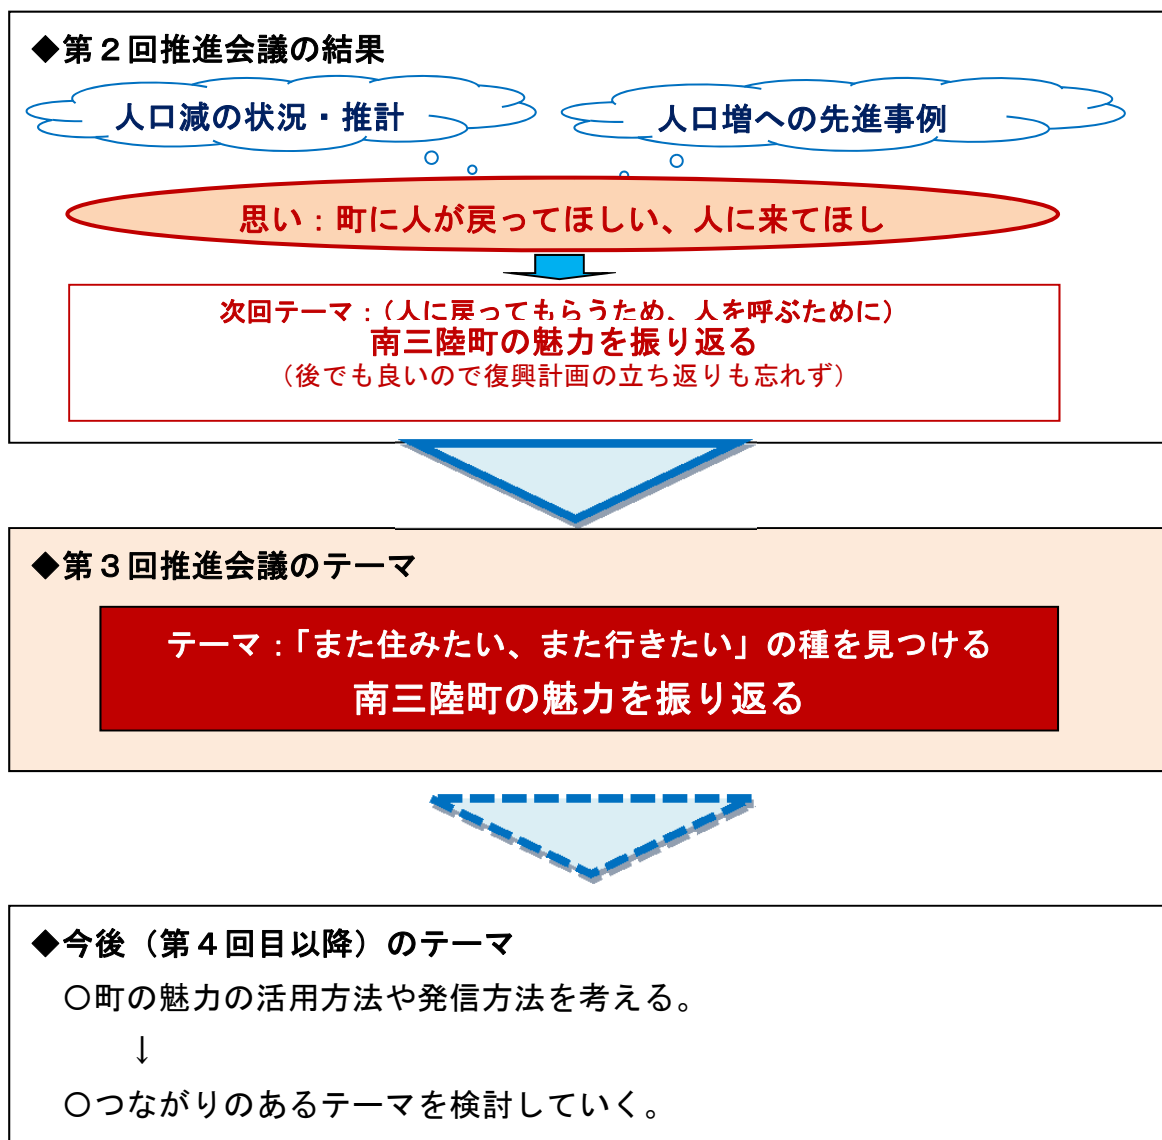 ◆第２回推進会議の結果
人口減の状況・推計
人口増への先進事例
思い：町に人が戻ってほしい、人に来てほし
次回テーマ：（人に戻ってもらうため、人を呼ぶために）
南三陸町の魅力を振り返る
（後でも良いので復興計画の立ち返りも忘れず）
◆第３回推進会議のテーマ
テーマ：「また住みたい、また行きたい」の種を見つける
南三陸町の魅力を振り返る
◆今後（第４回目以降）のテーマ
〇町の魅力の活用方法や発信方法を考える。
↓
〇つながりのあるテーマを検討していく。